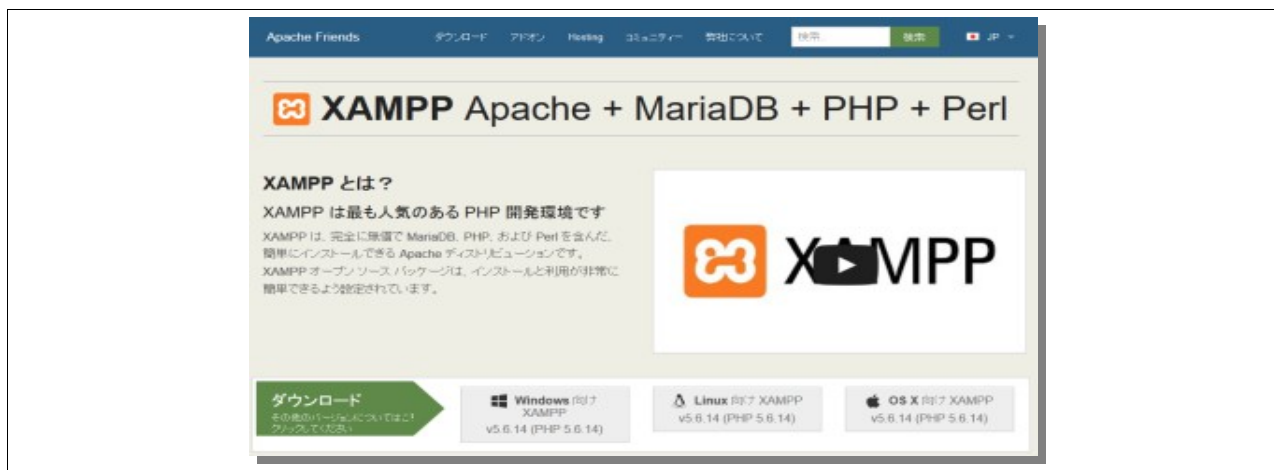 Apache Friends ダウンロード アドオン Hosting コミュニティー 弊社について 検索... 検索 JP
XAMPP Apache + MariaDB + PHP + Perl
XAMPP とは？
XAMPP は最も人気のある PHP 開発環境です
XAMPP は、完全に無償で MariaDB、PHP、および Perl を含んだ、
簡単にインストールできる Apache ディストリビューションです。
XAMPP オープン ソース パッケージは、インストールと利用が非常に
簡単できるよう設定されています。
XAMPP
ダウンロード
その他のバージョンについてはこち
クリックしてください
Windows 向け
XAMPP
v5.6.14 (PHP 5.6.14)
Linux 向け XAMPP
v5.6.14 (PHP 5.6.14)
OS X 向け XAMPP
v5.6.14 (PHP 5.6.14)